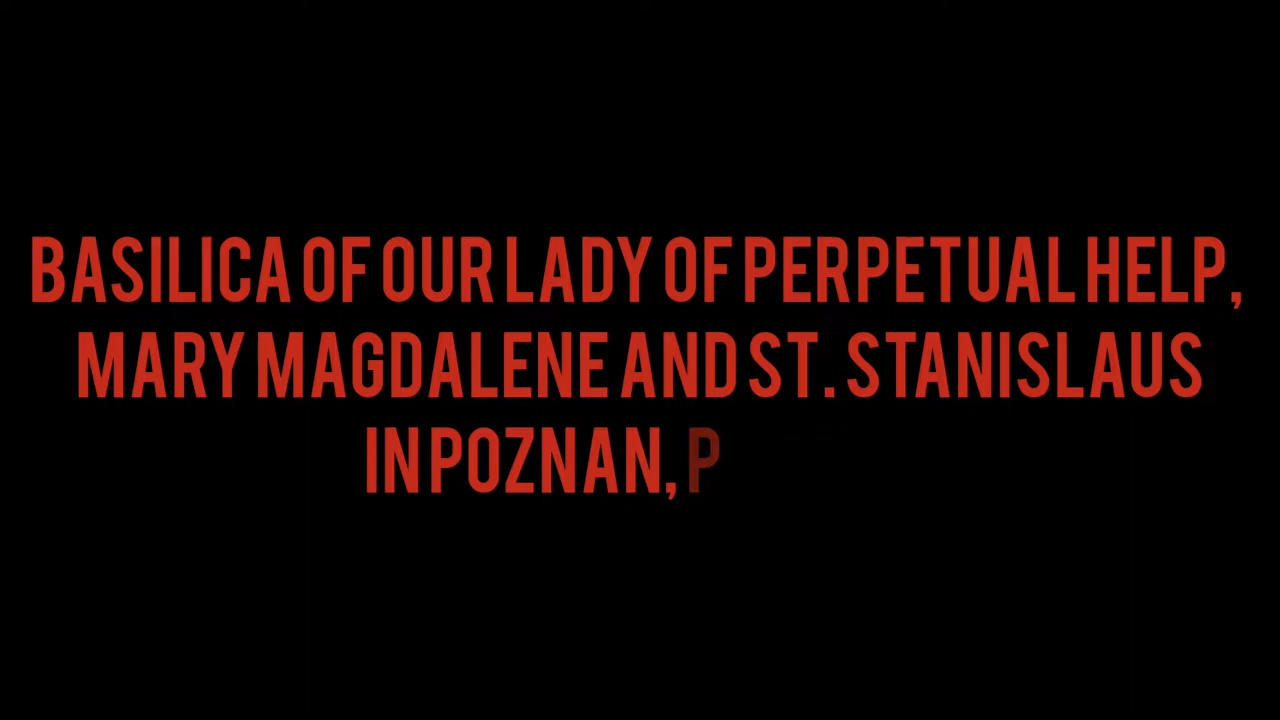 BASILICA OF OUR LADY OF PERPETUAL HELP,
MARY MAGDALENE AND ST. STANISLAUS
IN POZNAN, P